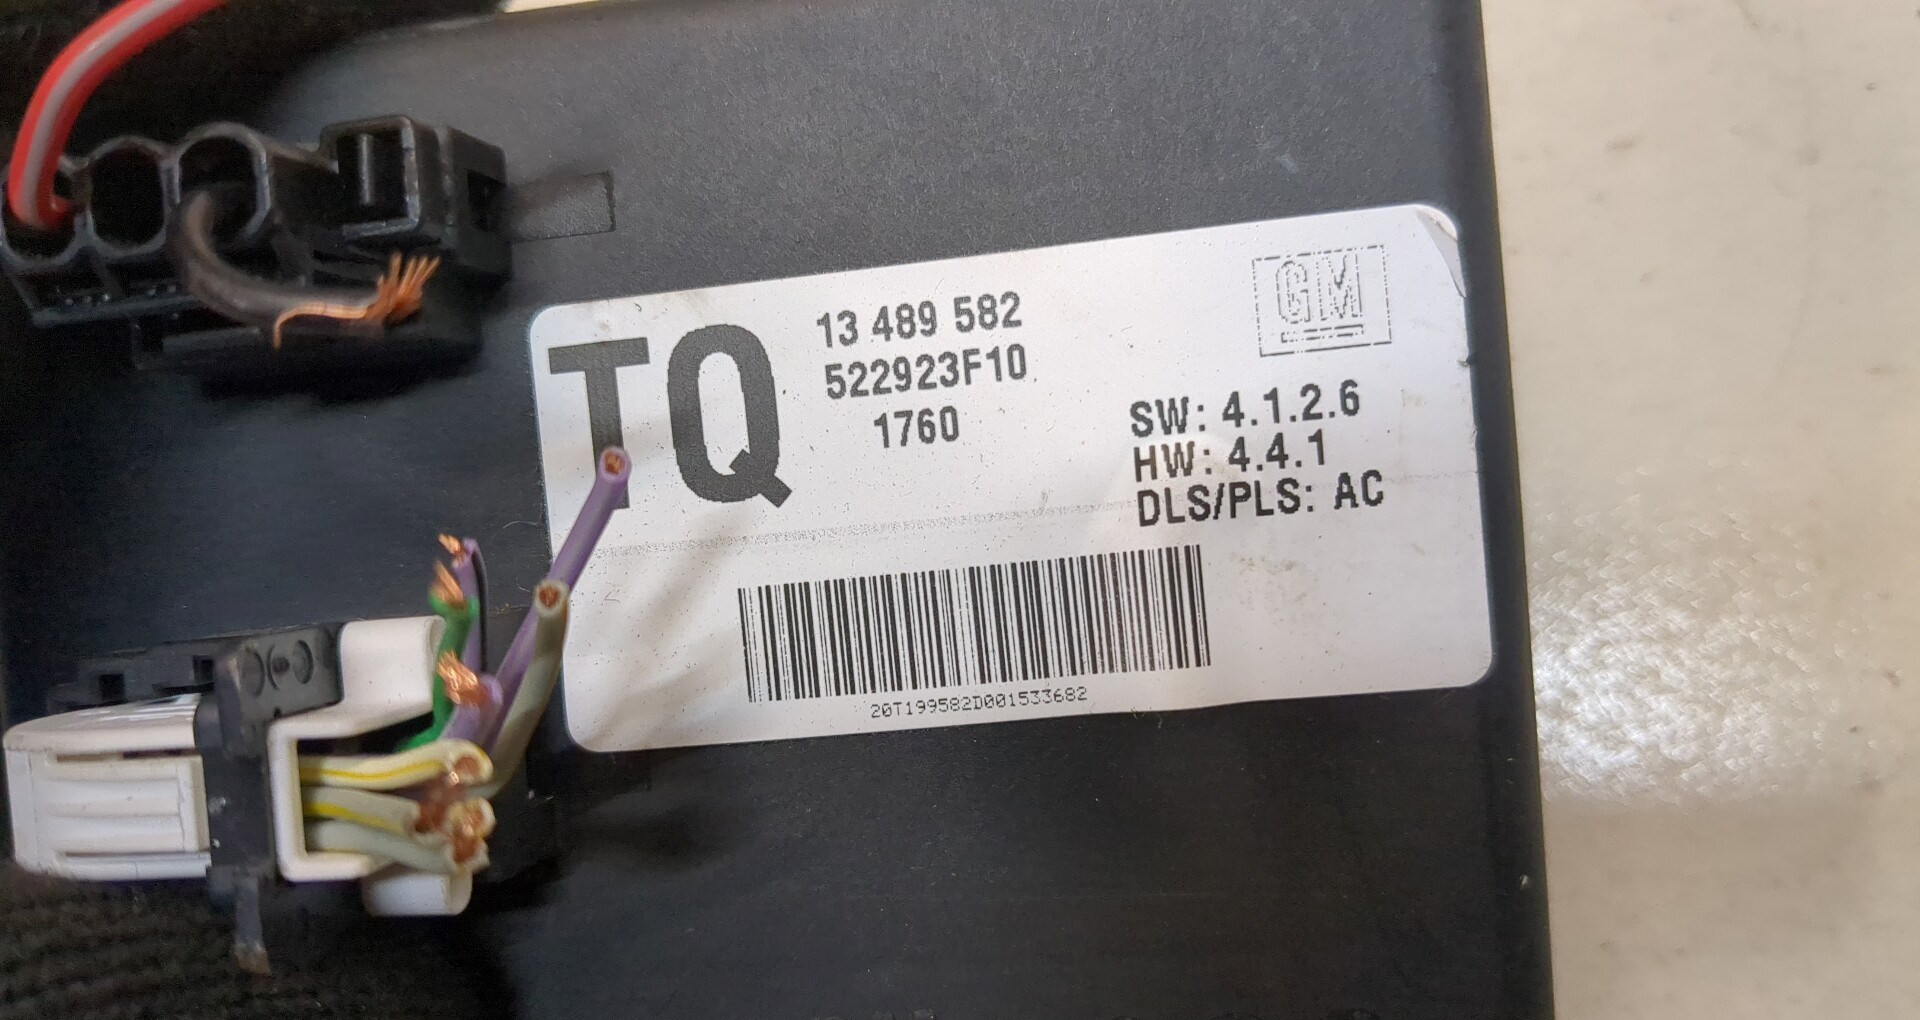 TQ
13 489 582
522923F10
1760
GM
SW: 4.1.2.6
HW: 4.4.1
DLS/PLS: AC
20T199582D001533682